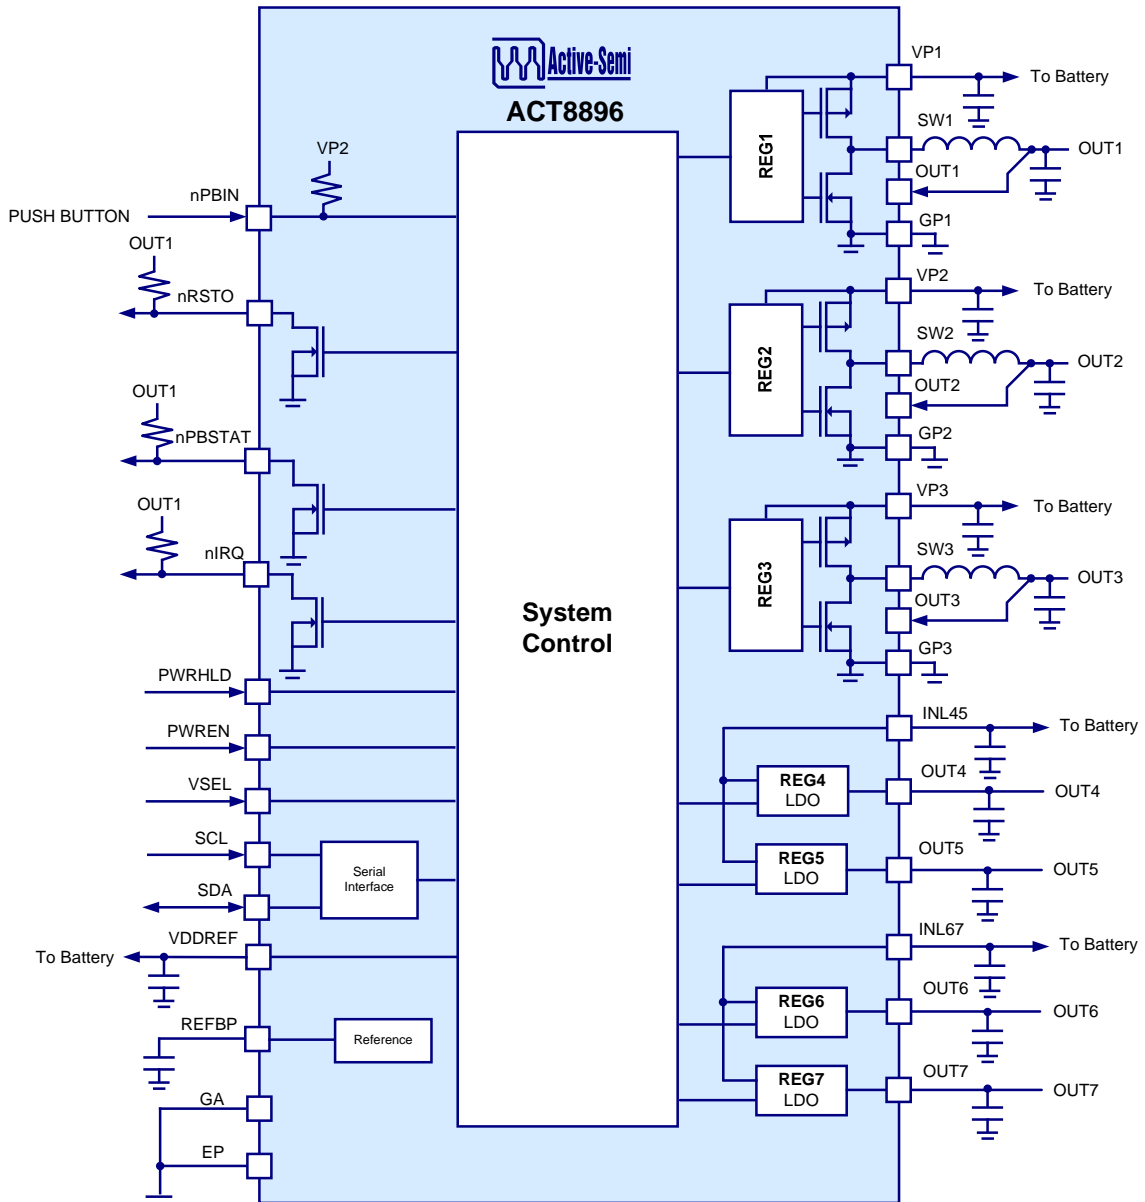 Active-Semi
ACT8896
VP2
nPBIN
PUSH BUTTON
OUT1
nRSTO
OUT1
nPBSTAT
OUT1
nIRQ
PWRHLD
PWREN
VSEL
SCL
SDA
Serial
Interface
VDDREF
To Battery
REFBP
Reference
GA
EP
System
Control
VP1
To Battery
REG1
SW1
OUT1
OUT1
GP1
VP2
To Battery
REG2
SW2
OUT2
OUT2
GP2
VP3
To Battery
REG3
SW3
OUT3
OUT3
GP3
INL45
To Battery
REG4
LDO
OUT4
OUT4
REG5
LDO
OUT5
OUT5
INL67
To Battery
REG6
LDO
OUT6
OUT6
REG7
LDO
OUT7
OUT7